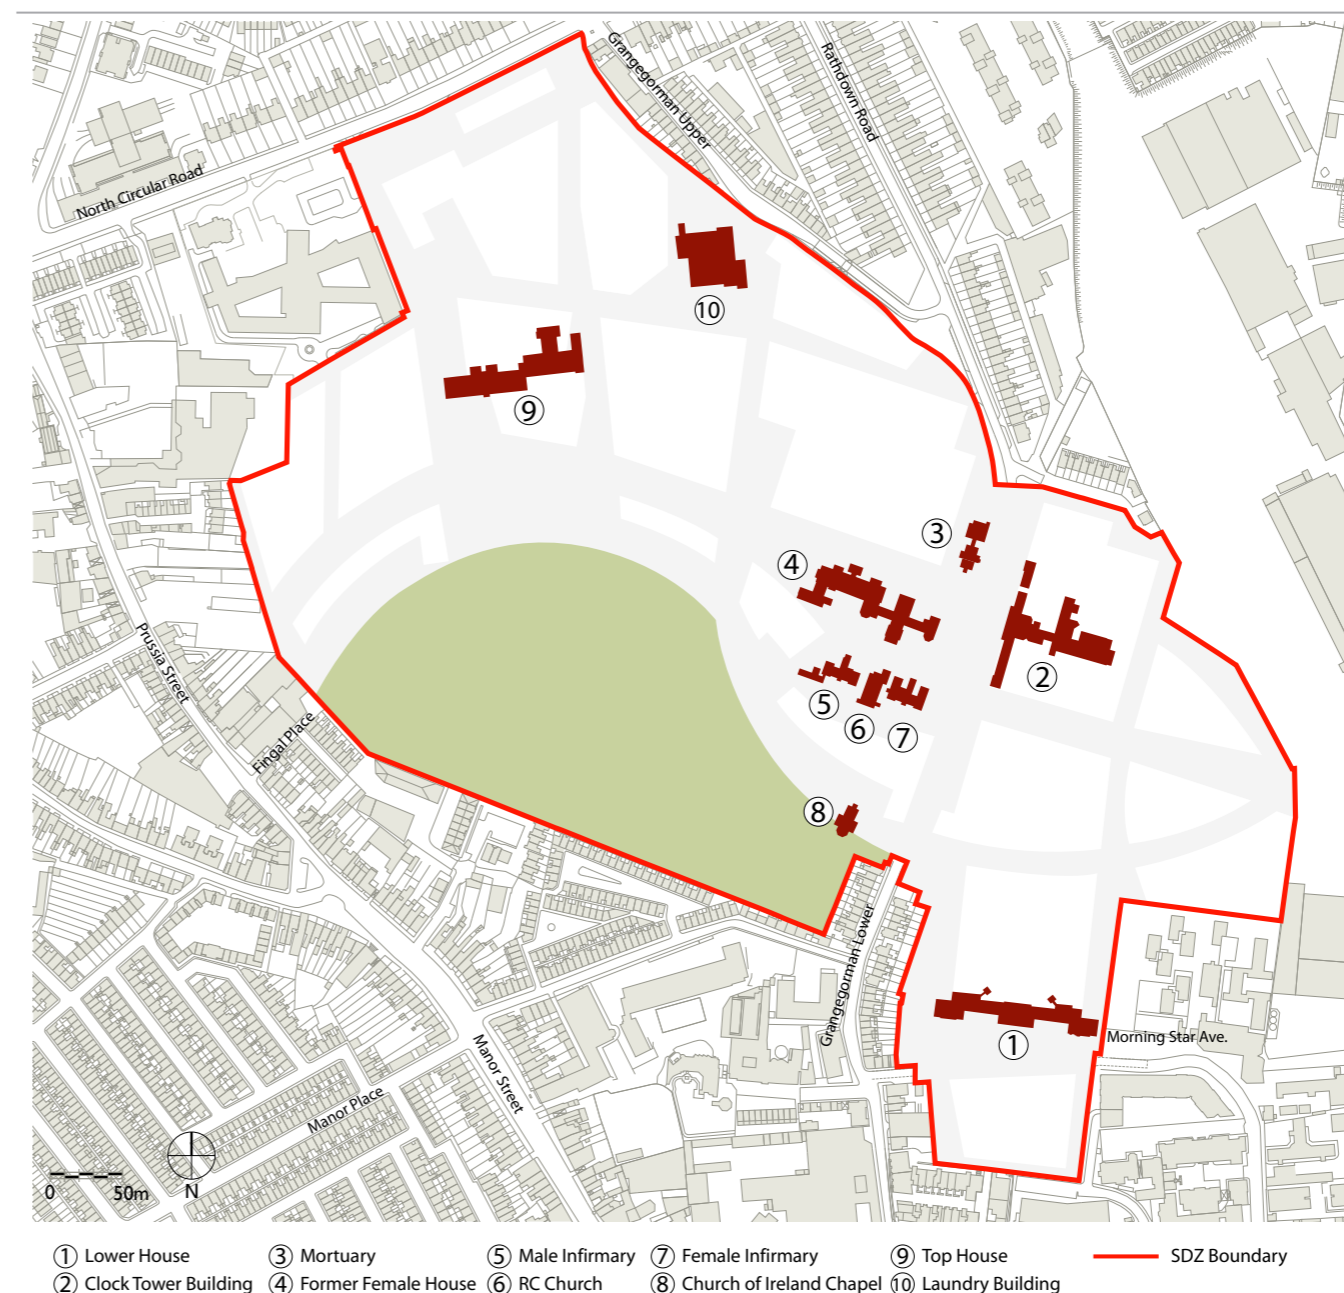 Grangegorman Upper
Rathdown Road
North Circular Road
10
9
3
4
2
5
6
7
8
Prussia Street
Fingal Place
Grangegorman Lower
1
Morning Star Ave.
Manor Street
Manor Place
0 50m
N
1 Lower House 3 Mortuary 5 Male Infirmary 7 Female Infirmary 9 Top House SDZ Boundary
2 Clock Tower Building 4 Former Female House 6 RC Church 8 Church of Ireland Chapel 10 Laundry Building